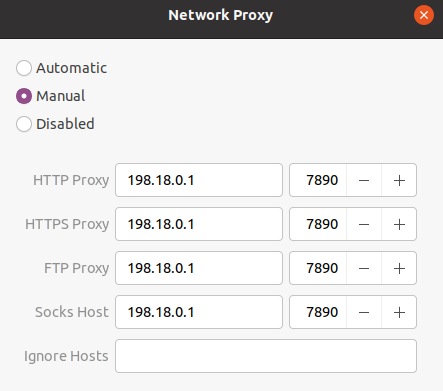 Network Proxy
Automatic
Manual
Disabled
HTTP Proxy 198.18.0.1 7890 − +
HTTPS Proxy 198.18.0.1 7890 − +
FTP Proxy 198.18.0.1 7890 − +
Socks Host 198.18.0.1 7890 − +
Ignore Hosts